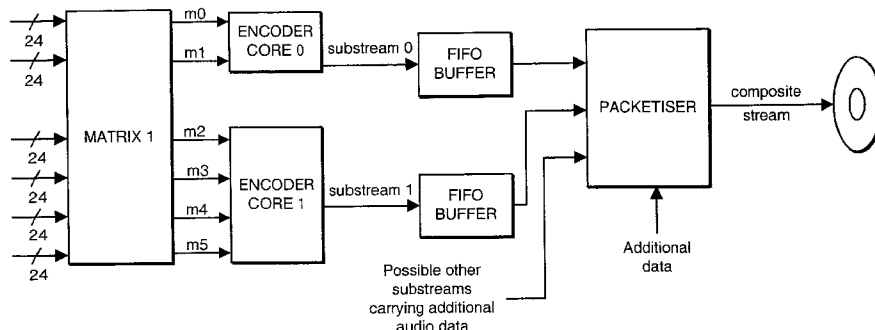 24
24
24
24
24
24
MATRIX 1
m0
m1
m2
m3
m4
m5
ENCODER
CORE 0
ENCODER
CORE 1
substream 0
substream 1
FIFO
BUFFER
FIFO
BUFFER
Possible other
substreams
carrying additional
audio data
PACKETISER
Additional
data
composite
stream